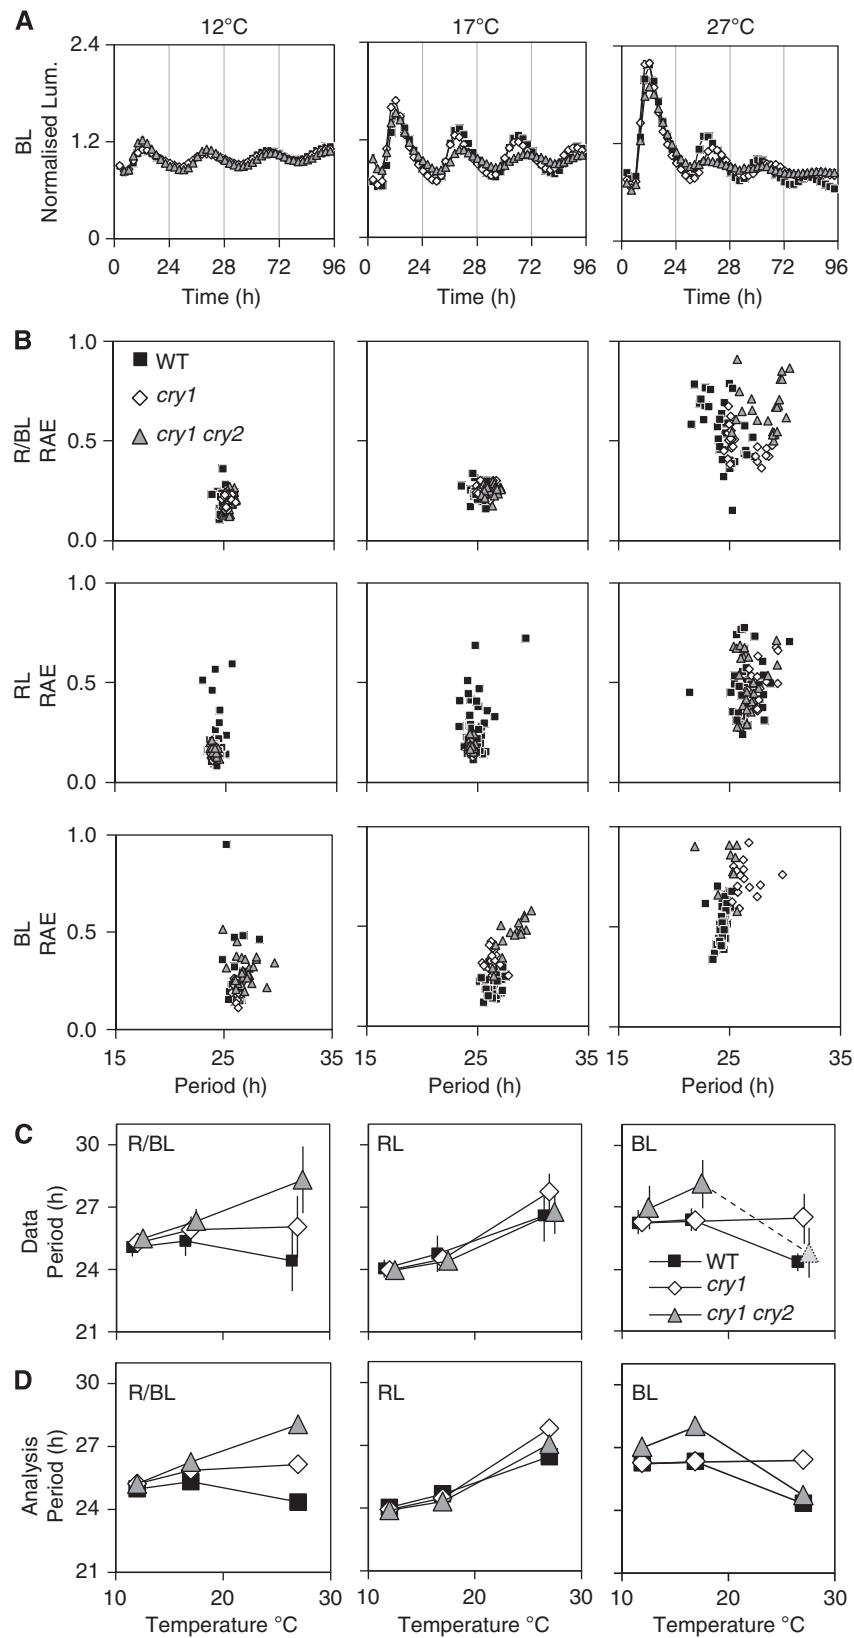 A
12°C
17°C
27°C
BL
Normalised Lum.
2.4
1.2
0
0 24 28 72 96
0 24 28 72 96
0 24 28 72 96
Time (h)
Time (h)
Time (h)
B
WT
cry1
cry1 cry2
R/BL
RAE
1.0
0.5
0.0
RL
RAE
1.0
0.5
0.0
BL
RAE
1.0
0.5
0.0
15 25 35
15 25 35
15 25 35
Period (h)
Period (h)
Period (h)
C
R/BL
RL
BL
Data
Period (h)
30
27
24
21
WT
cry1
cry1 cry2
D
R/BL
RL
BL
Analysis
Period (h)
30
27
24
21
10 20 30
10 20 30
10 20 30
Temperature °C
Temperature °C
Temperature °C